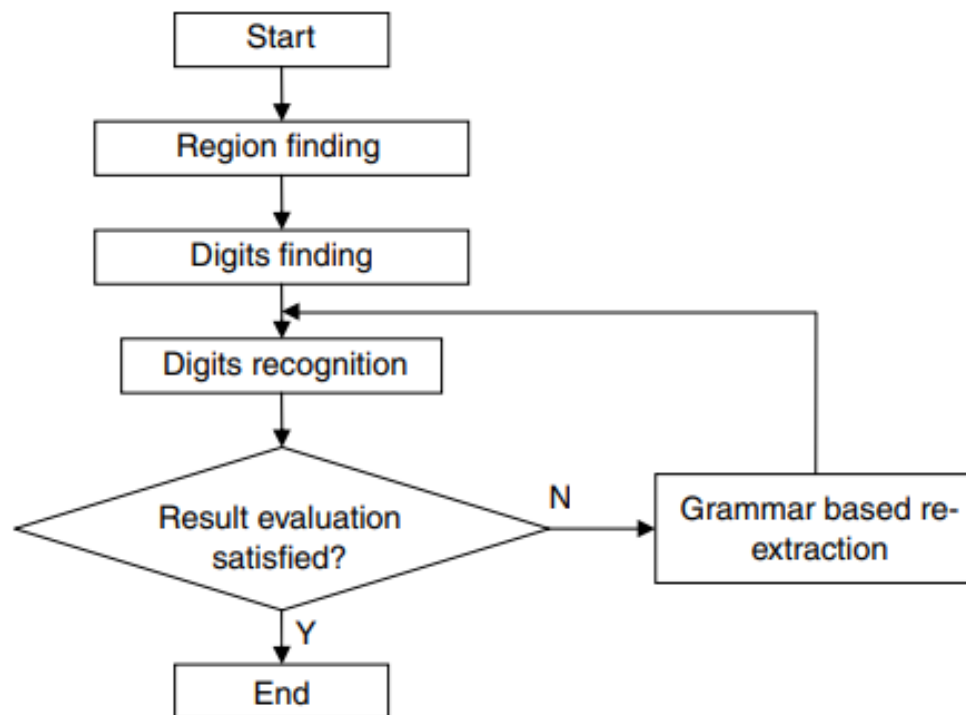 Start
Region finding
Digits finding
Digits recognition
Result evaluation
satisfied?
N
Grammar based re-
extraction
Y
End